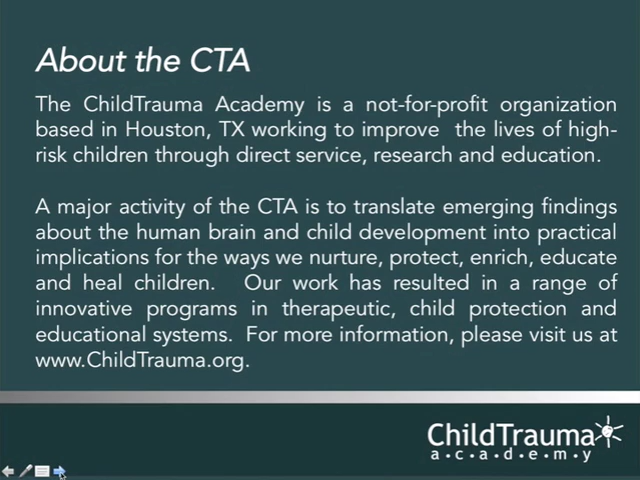 About the CTA
The ChildTrauma Academy is a not-for-profit organization
based in Houston, TX working to improve the lives of high-
risk children through direct service, research and education.
A major activity of the CTA is to translate emerging findings
about the human brain and child development into practical
implications for the ways we nurture, protect, enrich, educate
and heal children. Our work has resulted in a range of
innovative programs in therapeutic, child protection and
educational systems. For more information, please visit us at
www.ChildTrauma.org.
ChildTrauma
a.c.a.d.e.m.y